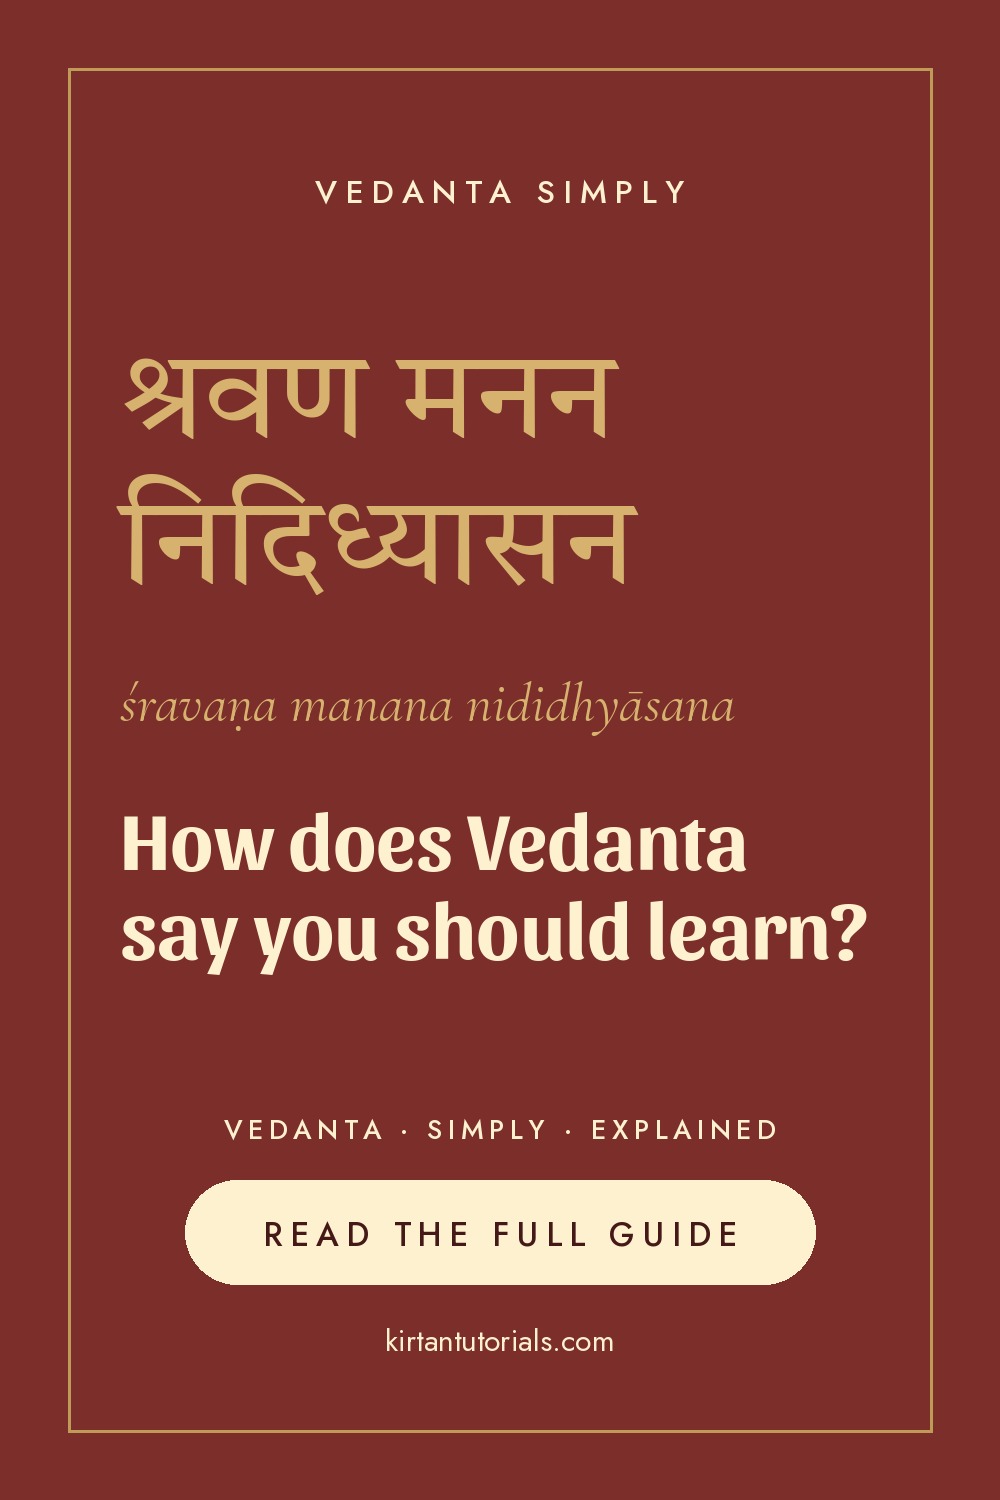 VEDANTA SIMPLY
श्रवण मनन
निदिध्यासन
śravaṇa manana nididhyāsana
How does Vedanta
say you should learn?
VEDANTA · SIMPLY · EXPLAINED
READ THE FULL GUIDE
kirtantutorials.com